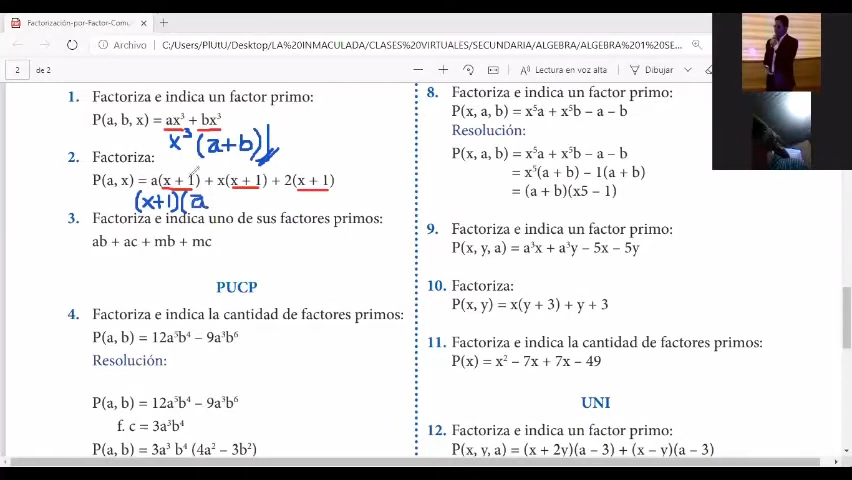 Factorización-por-Factor-Comu
Archivo
C:/Users/PlUtU/Desktop/LA%20INMACULADA/CLASES%20VIRTUALES/SECUNDARIA/ALGEBRA/ALGEBRA%201%20SE...
2 de 2
Lectura en voz alta
Dibujar
1. Factoriza e indica un factor primo:
P(a, b, x) = ax³ + bx³
x³ (a+b)
2. Factoriza:
P(a, x) = a(x + 1) + x(x + 1) + 2(x + 1)
(x+1)(a
3. Factoriza e indica uno de sus factores primos:
ab + ac + mb + mc
PUCP
4. Factoriza e indica la cantidad de factores primos:
P(a, b) = 12a⁵b⁴ – 9a³b⁶
Resolución:
P(a, b) = 12a⁵b⁴ – 9a³b⁶
f. c = 3a³b⁴
P(a, b) = 3a³ b⁴ (4a² – 3b²)
8. Factoriza e indica un factor primo:
P(x, a, b) = x⁵a + x⁵b – a – b
Resolución:
P(x, a, b) = x⁵a + x⁵b – a – b
= x⁵(a + b) – 1(a + b)
= (a + b)(x5 – 1)
9. Factoriza e indica un factor primo:
P(x, y, a) = a³x + a³y – 5x – 5y
10. Factoriza:
P(x, y) = x(y + 3) + y + 3
11. Factoriza e indica la cantidad de factores primos:
P(x) = x² – 7x + 7x – 49
UNI
12. Factoriza e indica un factor primo:
P(x, y, a) = (x + 2y)(a – 3) + (x – y)(a – 3)